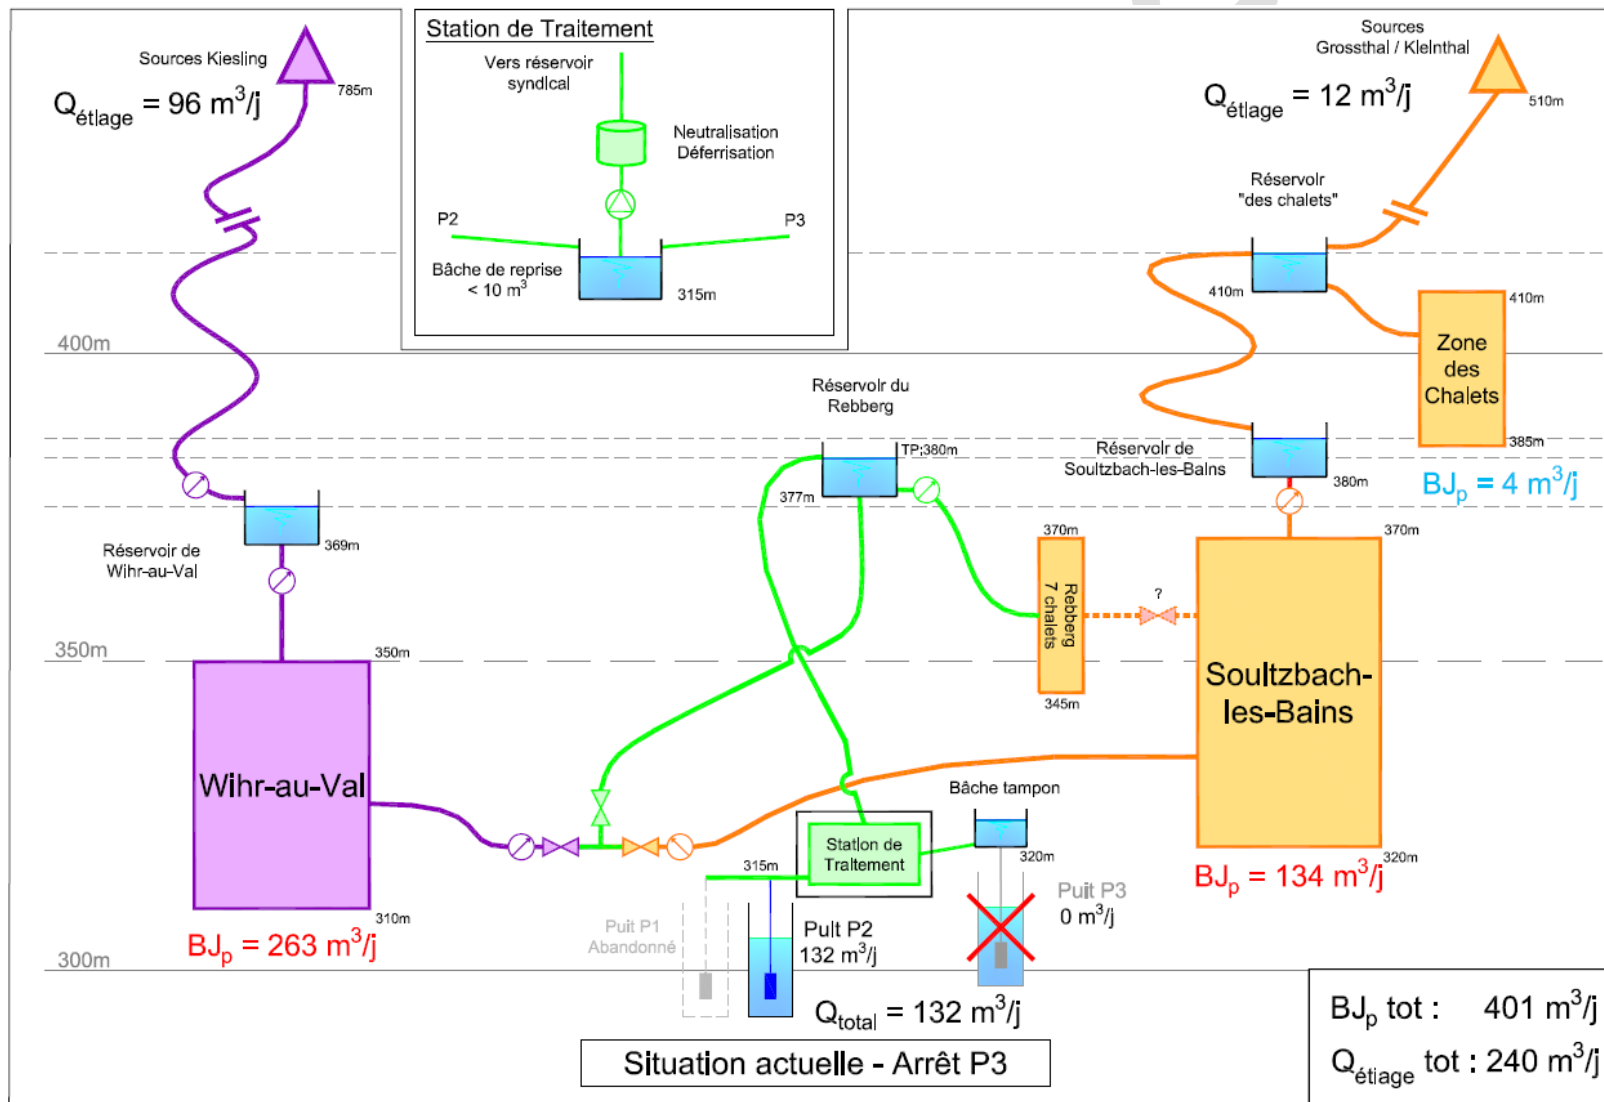 Station de Traitement
Vers réservoir
syndical
Neutralisation
Déferrisation
P2
P3
Bâche de reprise
< 10 m³
315m
Sources Kiesling
785m
Qétiage = 96 m³/j
Sources
Grossthal / Kleinthal
510m
Qétiage = 12 m³/j
Réservoir
"des chalets"
410m
410m
Zone
des
Chalets
385m
BJp = 4 m³/j
400m
Réservoir du
Rebberg
TP:380m
377m
Réservoir de
Soultzbach-les-Bains
380m
369m
Réservoir de
Wihr-au-Val
370m
Rebberg
7 chalets
345m
?
370m
Soultzbach-
les-Bains
320m
BJp = 134 m³/j
350m
350m
Wihr-au-Val
310m
BJp = 263 m³/j
Bâche tampon
320m
Station de
Traitement
315m
Puit P1
Abandonné
Puit P2
132 m³/j
Puit P3
0 m³/j
300m
Qtotal = 132 m³/j
Situation actuelle - Arrêt P3
BJp tot : 401 m³/j
Qétiage tot : 240 m³/j